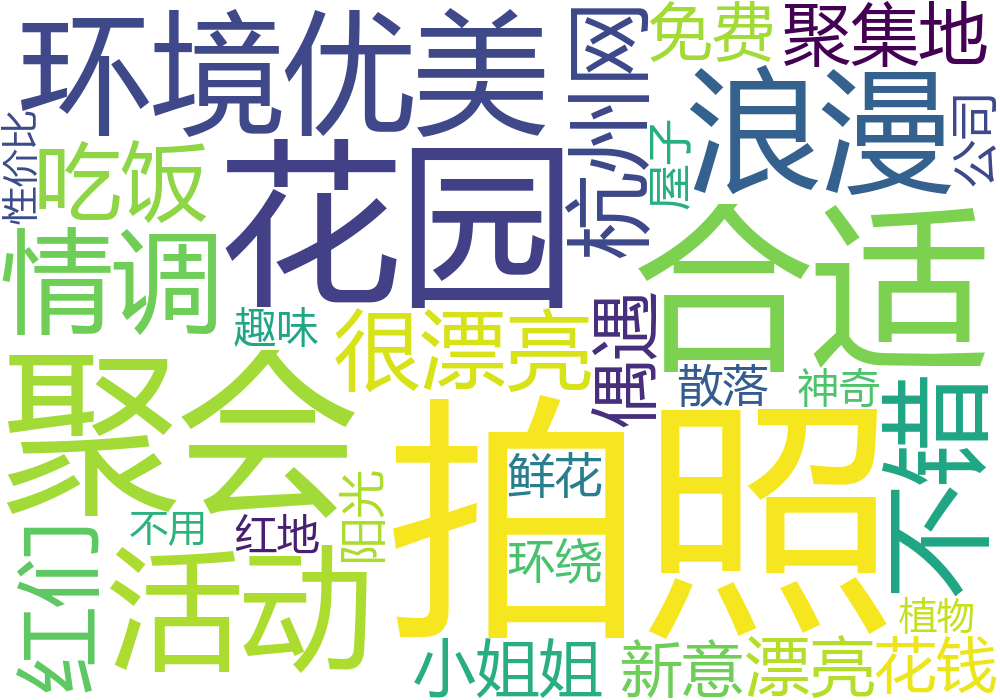 环境优美
杭州网
免费
聚集地
浪漫
公司
性价比
吃饭
花园
屋子
情调
合适
趣味
很漂亮
偶遇
聚会
散落
神奇
不错
拍照
鲜花
阳光
不用
红地
红们
活动
环绕
植物
小姐姐
新意
漂亮
花钱